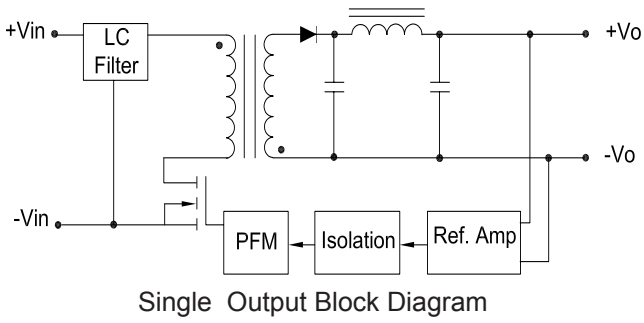 +Vin
LC
Filter
+Vo
-Vo
-Vin
PFM
Isolation
Ref. Amp
Single Output Block Diagram